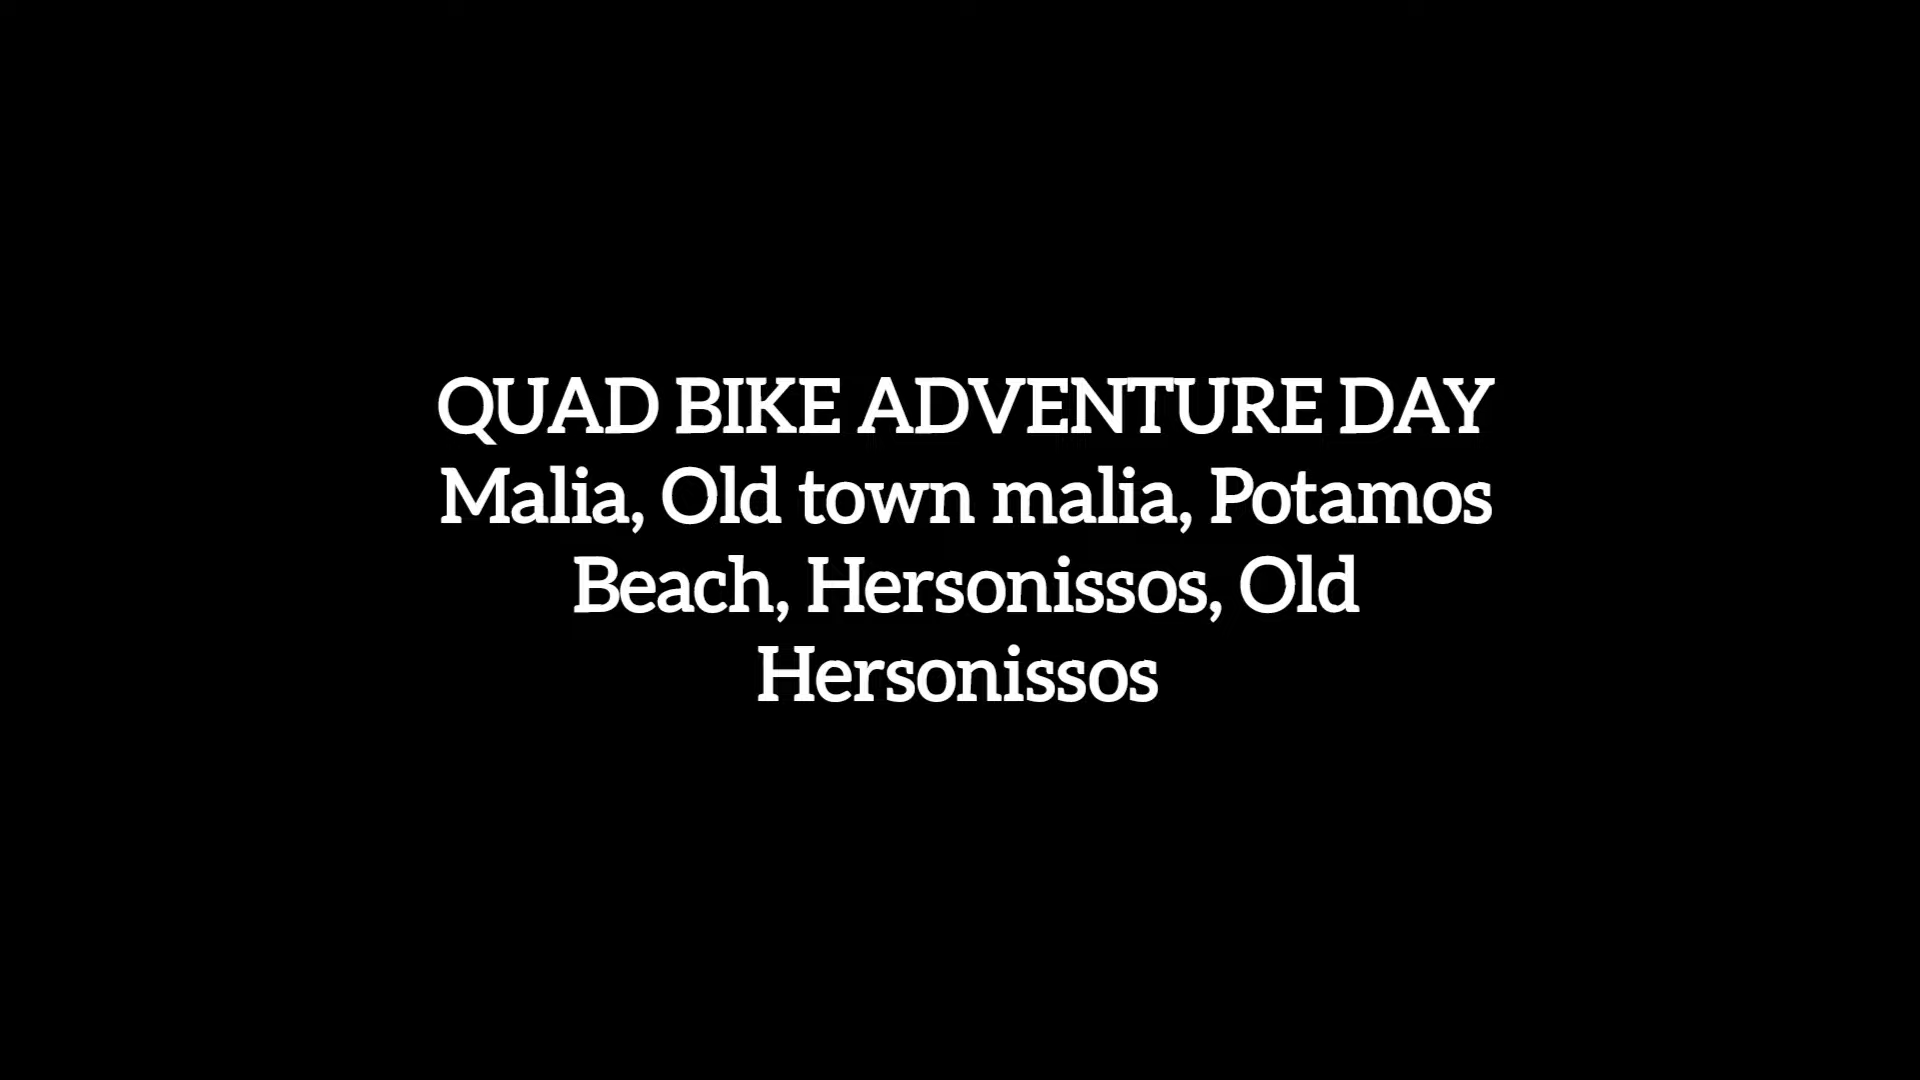 QUAD BIKE ADVENTURE DAY
Malia, Old town malia, Potamos
Beach, Hersonissos, Old
Hersonissos